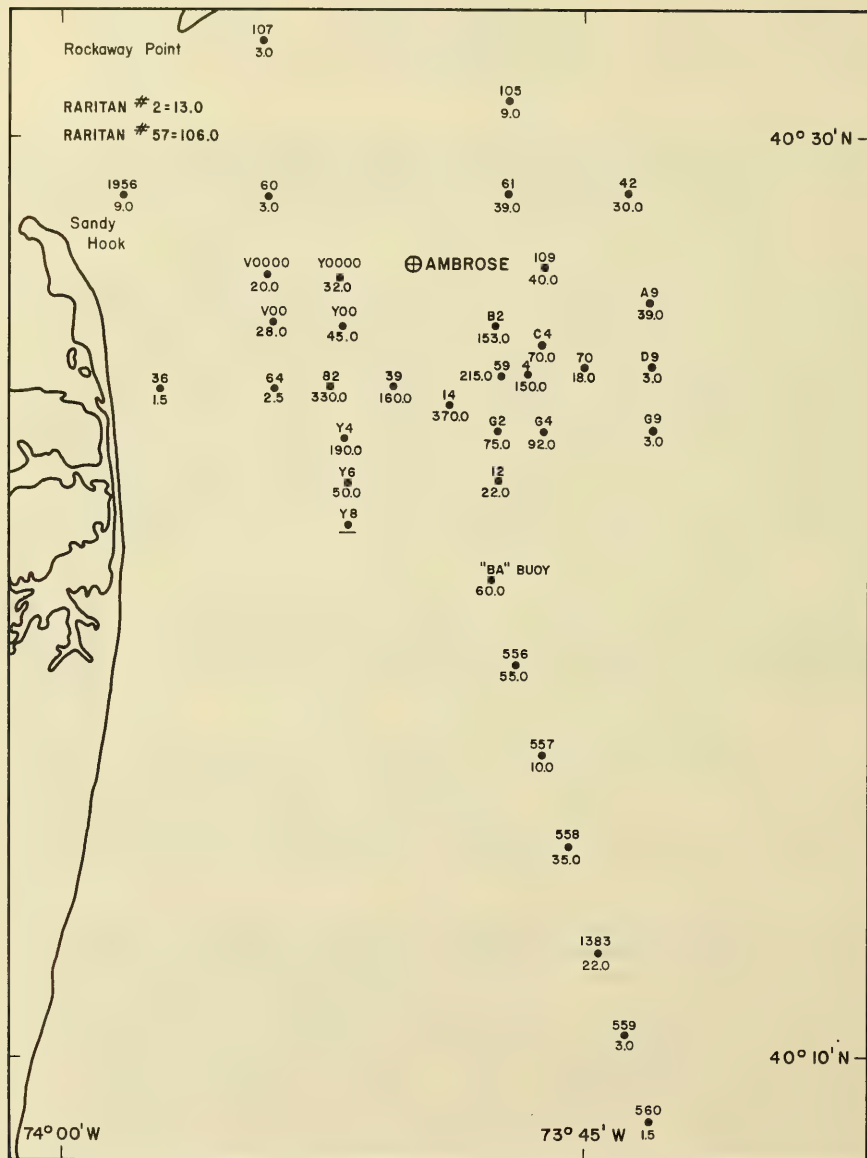 107
Rockaway Point
3.0
105
9.0
RARITAN #2=13.0
RARITAN #57=106.0
40° 30' N
1956
9.0
60
3.0
61
39.0
42
30.0
Sandy
Hook
V0000
20.0
Y0000
32.0
AMBROSE
109
40.0
A9
39.0
V00
28.0
Y00
45.0
B2
153.0
C4
70.0
36
1.5
64
2.5
82
330.0
39
160.0
14
370.0
59
215.0
4
150.0
70
18.0
D9
3.0
Y4
190.0
G2
75.0
G4
92.0
G9
3.0
Y6
50.0
12
22.0
Y8
"BA" BUOY
60.0
556
55.0
557
10.0
558
35.0
1383
22.0
559
3.0
40° 10' N
560
1.5
74° 00' W
73° 45' W